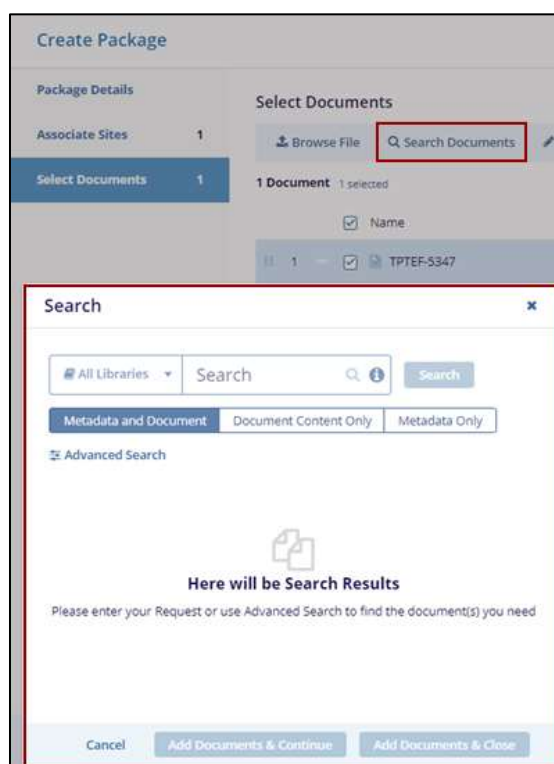 Create Package
Package Details
Associate Sites 1
Select Documents 1
Select Documents
Browse File Search Documents
1 Document 1 selected
Name
1 TPTEF-5347
Search
All Libraries Search Search
Metadata and Document Document Content Only Metadata Only
Advanced Search
Here will be Search Results
Please enter your Request or use Advanced Search to find the document(s) you need
Cancel Add Documents & Continue Add Documents & Close